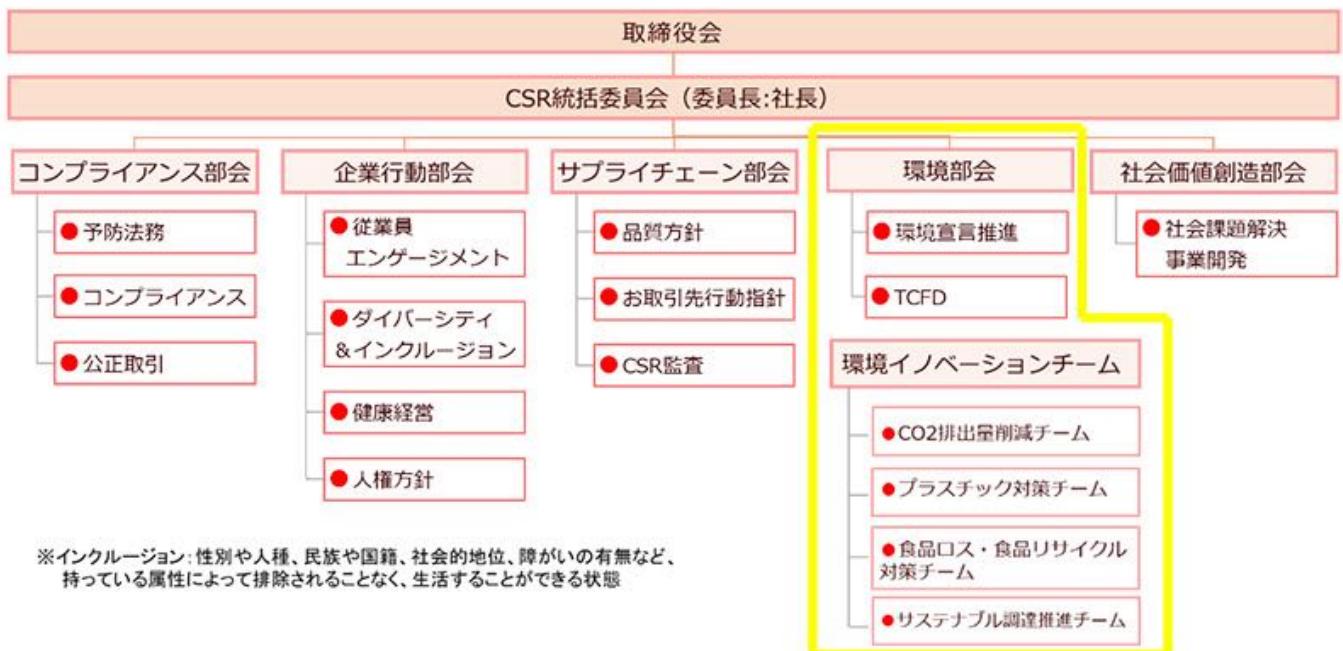 取締役会
CSR統括委員会（委員長:社長）
コンプライアンス部会
●予防法務
●コンプライアンス
●公正取引
企業行動部会
●従業員
エンゲージメント
●ダイバーシティ
＆インクルージョン
●健康経営
●人権方針
サプライチェーン部会
●品質方針
●お取引先行動指針
●CSR監査
環境部会
●環境宣言推進
●TCFD
環境イノベーションチーム
●CO2排出量削減チーム
●プラスチック対策チーム
●食品ロス・食品リサイクル
対策チーム
●サステナブル調達推進チーム
社会価値創造部会
●社会課題解決
事業開発
※インクルージョン:性別や人種、民族や国籍、社会的地位、障がいの有無など、
持っている属性によって排除されることなく、生活することができる状態